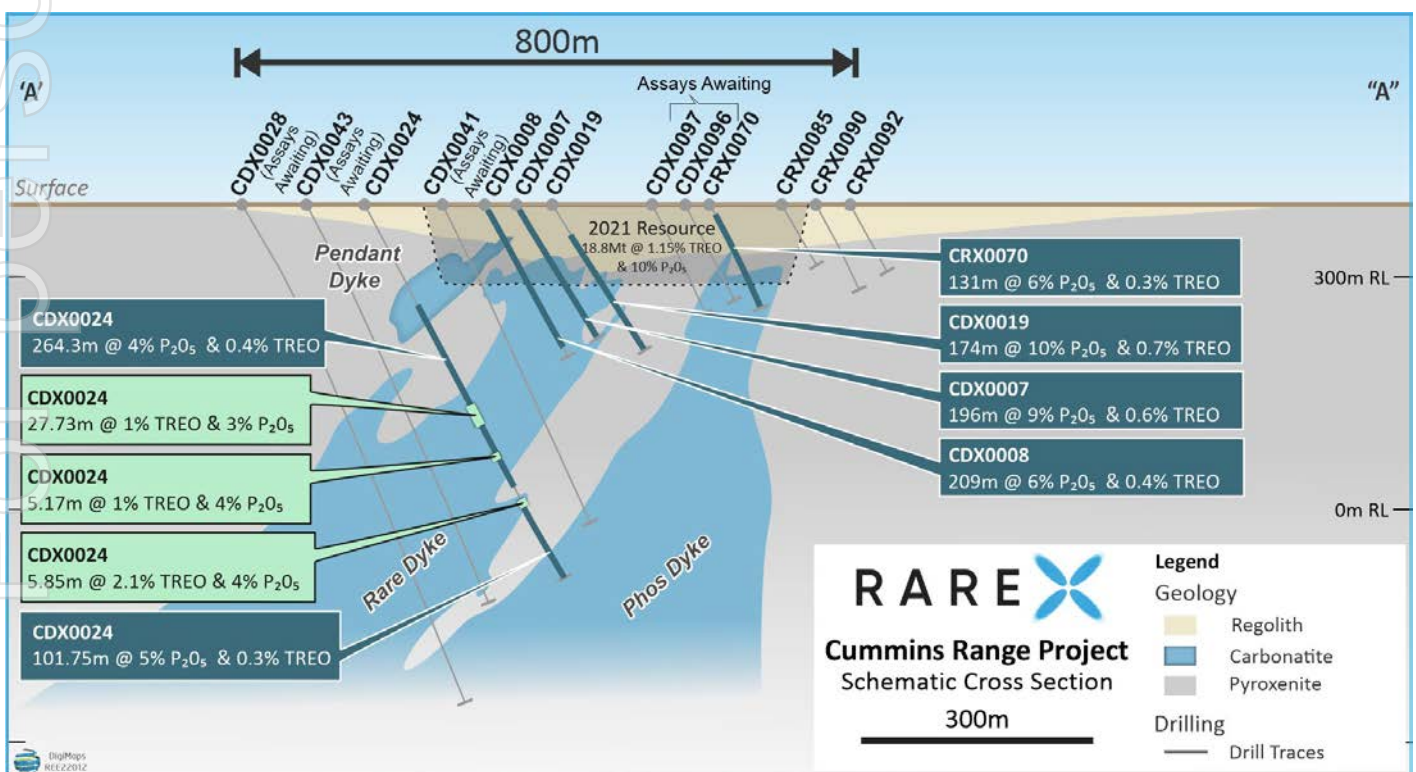 800m
'A'
"A"
Assays Awaiting
CDX0028
(Assays
Awaiting)
CDX0043
(Assays
Awaiting)
CDX0024
CDX0041
(Assays
Awaiting)
CDX0008
CDX0007
CDX0019
CDX0097
CDX0096
CRX0070
CRX0085
CRX0090
CRX0092
Surface
2021 Resource
18.8Mt @ 1.15% TREO
& 10% P₂O₅
Pendant
Dyke
300m RL
CDX0024
264.3m @ 4% P₂O₅ & 0.4% TREO
CDX0024
27.73m @ 1% TREO & 3% P₂O₅
CDX0024
5.17m @ 1% TREO & 4% P₂O₅
CDX0024
5.85m @ 2.1% TREO & 4% P₂O₅
CDX0024
101.75m @ 5% P₂O₅ & 0.3% TREO
CRX0070
131m @ 6% P₂O₅ & 0.3% TREO
CDX0019
174m @ 10% P₂O₅ & 0.7% TREO
CDX0007
196m @ 9% P₂O₅ & 0.6% TREO
CDX0008
209m @ 6% P₂O₅ & 0.4% TREO
0m RL
Rare Dyke
Phos Dyke
RAREX
Cummins Range Project
Schematic Cross Section
300m
Legend
Geology
Regolith
Carbonatite
Pyroxenite
Drilling
Drill Traces
DigiMaps
REE22012